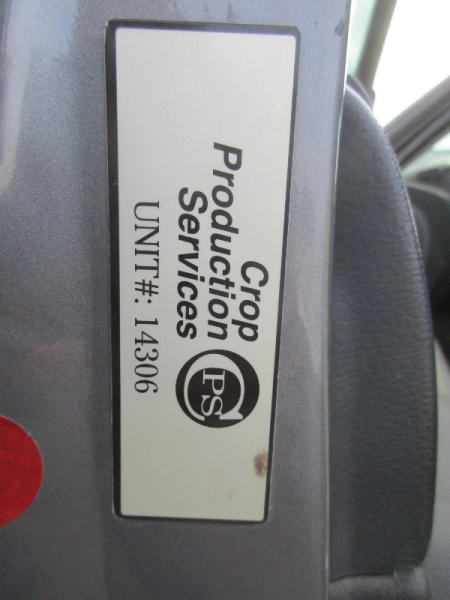 Crop
Production
Services
CPS
UNIT#: 14306